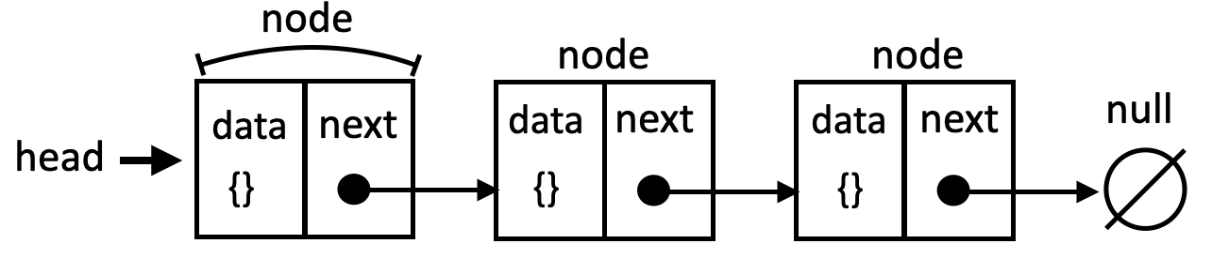 node
node
node
null
head
data next
{}
data next
{}
data next
{}